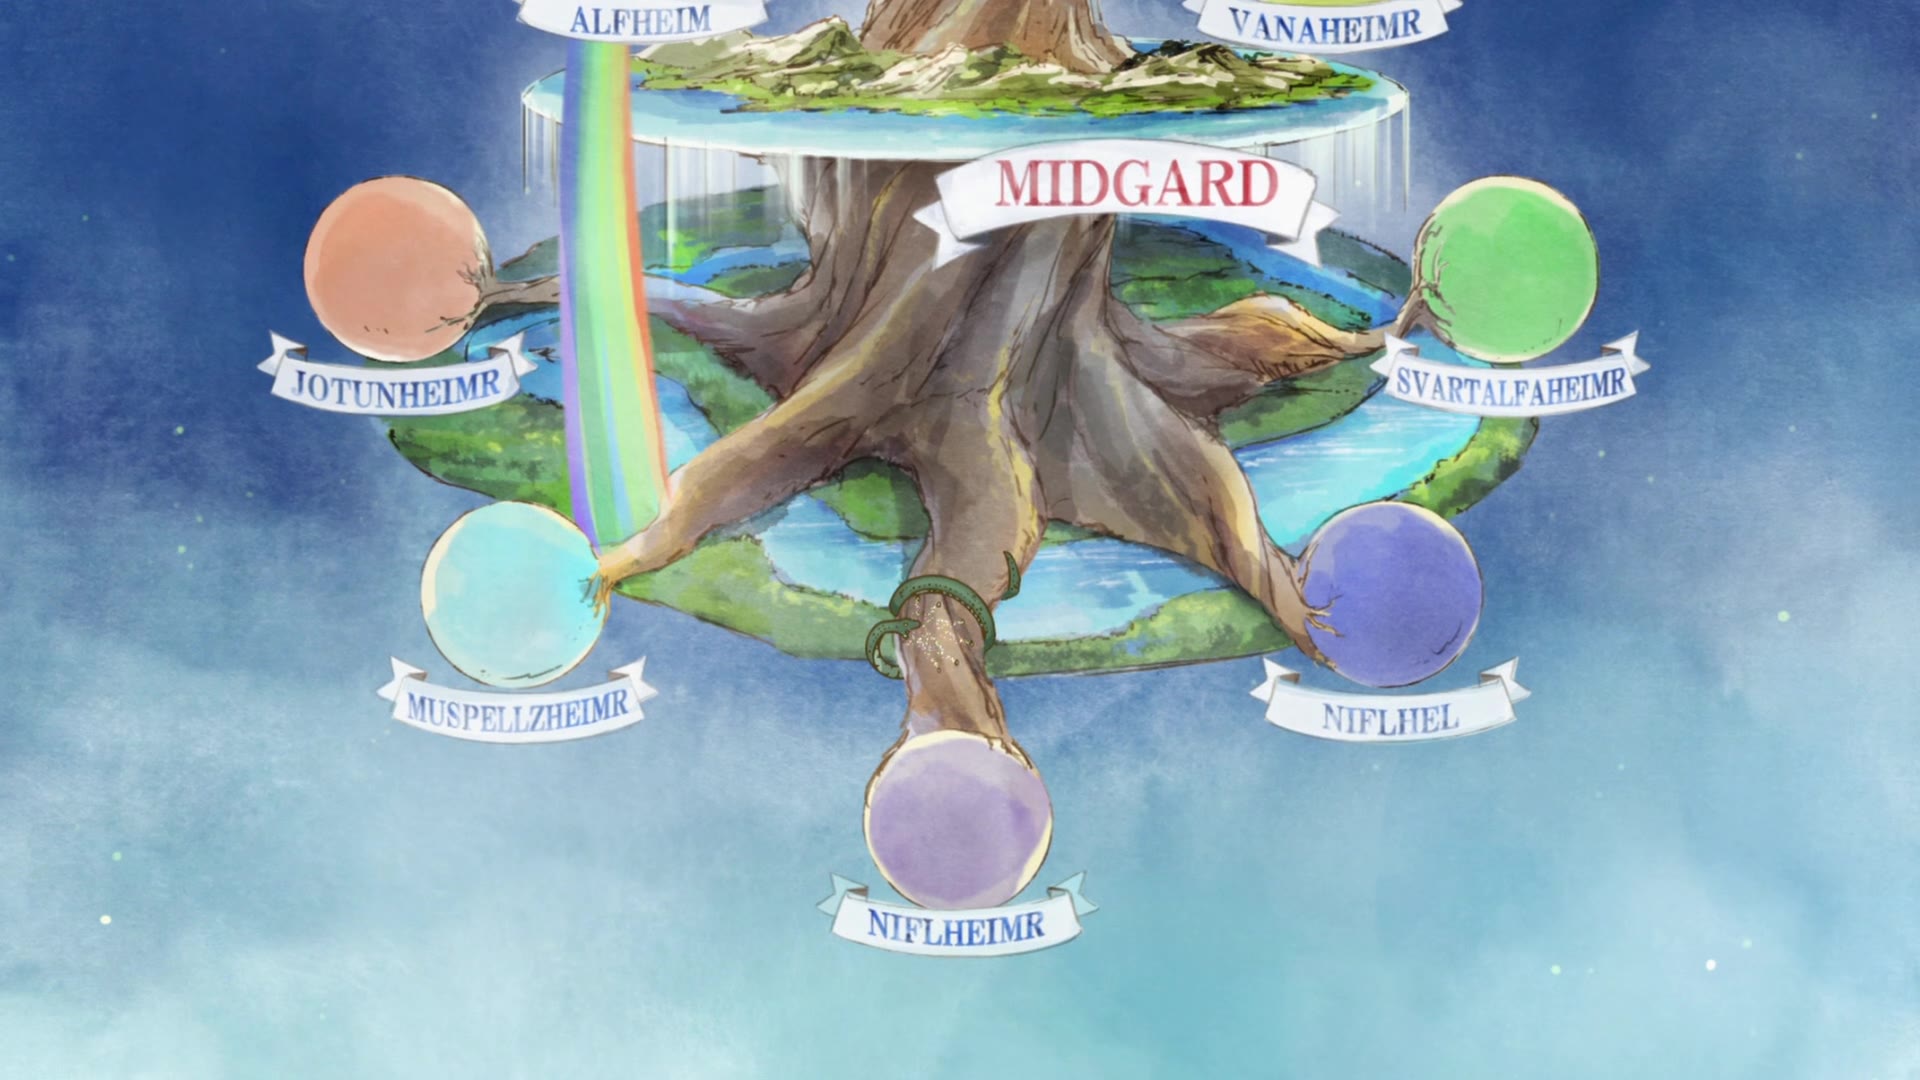 ALFHEIM
VANAHEIMR
MIDGARD
JOTUNHEIMR
SVARTALFAHEIMR
MUSPELLZHEIMR
NIFLHEL
NIFLHEIMR